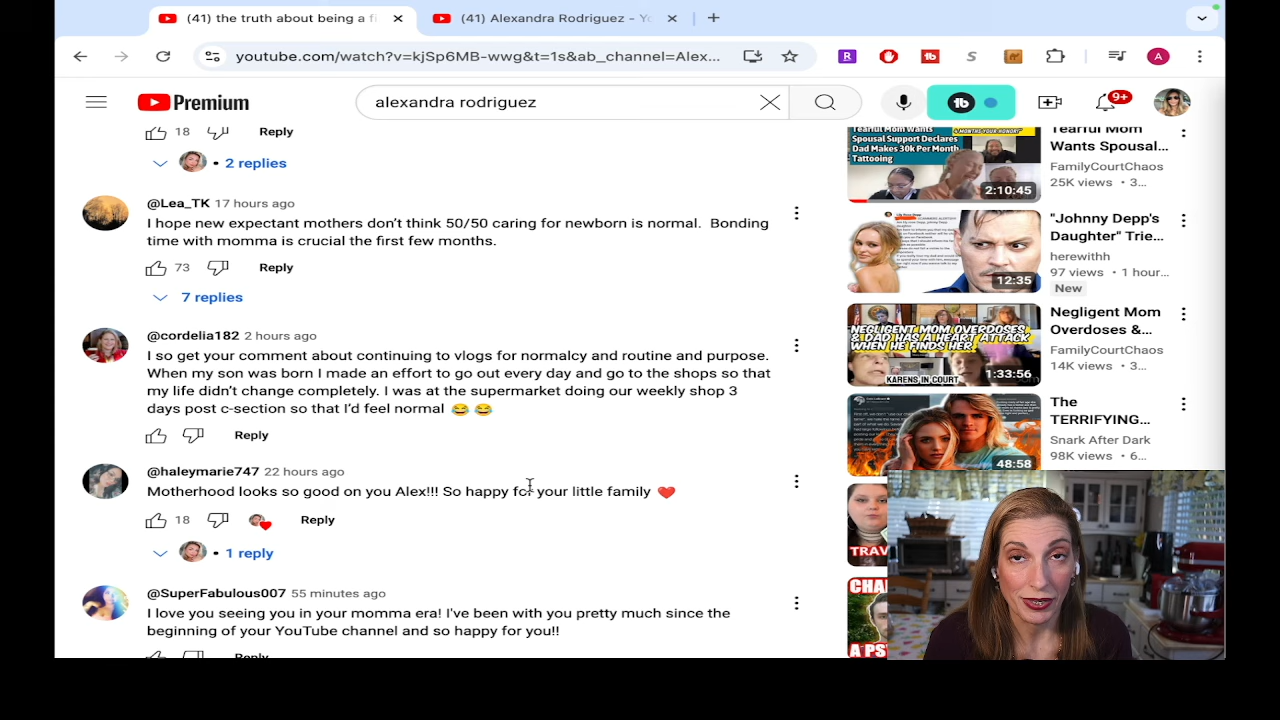 (41) the truth about being a fi
(41) Alexandra Rodriguez - Yo
youtube.com/watch?v=kjSp6MB-wwg&t=1s&ab_channel=Alex...
R
tb
S
A
Premium
alexandra rodriguez
tb
9+
18
Reply
2 replies
@Lea_TK 17 hours ago
I hope new expectant mothers don't think 50/50 caring for newborn is normal. Bonding
time with momma is crucial the first few months.
73
Reply
7 replies
@cordelia182 2 hours ago
I so get your comment about continuing to vlogs for normalcy and routine and purpose.
When my son was born I made an effort to go out every day and go to the shops so that
my life didn't change completely. I was at the supermarket doing our weekly shop 3
days post c-section so that I'd feel normal
Reply
@haleymarie747 22 hours ago
Motherhood looks so good on you Alex!!! So happy for your little family
18
Reply
1 reply
@SuperFabulous007 55 minutes ago
I love you seeing you in your momma era! I've been with you pretty much since the
beginning of your YouTube channel and so happy for you!!
Reply
Tearful Mom Wants
Spousal Support Declares
Dad Makes 30k Per Month
Tattooing
MONTHS YOUR HONOR!"
2:10:45
Tearful Mom
Wants Spousal...
FamilyCourtChaos
25K views • 3...
12:35
"Johnny Depp's
Daughter" Trie...
herewithh
97 views • 1 hour...
New
NEGLIGENT MOM OVERDOSES
& DAD HAS A HEART ATTACK
WHEN HE FINDS HER
KARENS IN COURT
1:33:56
Negligent Mom
Overdoses &...
FamilyCourtChaos
14K views • 3...
48:58
The
TERRIFYING...
Snark After Dark
98K views • 6...
TRAV
CHA
A PS